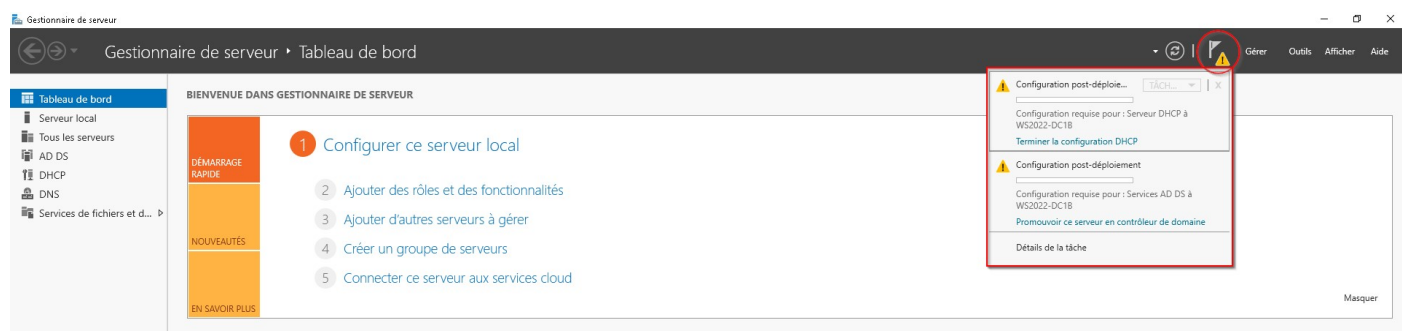 Gestionnaire de serveur
Gestionnaire de serveur ‣ Tableau de bord
Gérer Outils Afficher Aide
Tableau de bord
Serveur local
Tous les serveurs
AD DS
DHCP
DNS
Services de fichiers et d...
BIENVENUE DANS GESTIONNAIRE DE SERVEUR
DÉMARRAGE
RAPIDE
NOUVEAUTÉS
EN SAVOIR PLUS
1 Configurer ce serveur local
2 Ajouter des rôles et des fonctionnalités
3 Ajouter d'autres serveurs à gérer
4 Créer un groupe de serveurs
5 Connecter ce serveur aux services cloud
Masquer
Configuration post-déploie... TÂCH... X
Configuration requise pour : Serveur DHCP à
WS2022-DC1B
Terminer la configuration DHCP
Configuration post-déploiement
Configuration requise pour : Services AD DS à
WS2022-DC1B
Promouvoir ce serveur en contrôleur de domaine
Détails de la tâche